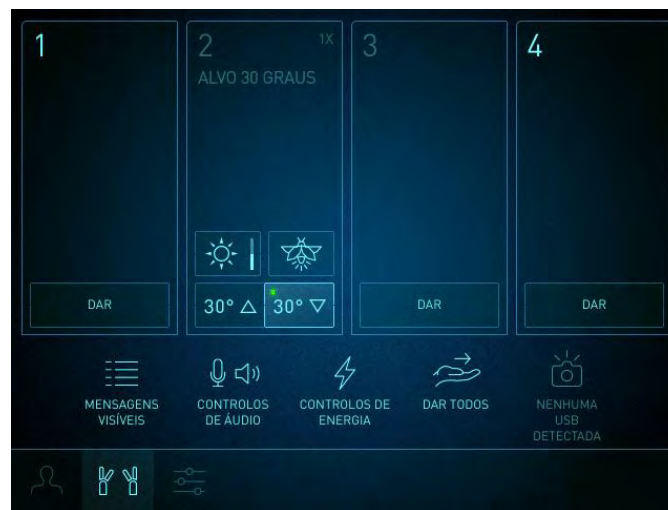 1
2
1X
3
4
ALVO 30 GRAUS
30° △
30° ▽
DAR
DAR
DAR
MENSAGENS
VISÍVEIS
CONTROLOS
DE ÁUDIO
CONTROLOS DE
ENERGIA
DAR TODOS
NENHUMA
USB
DETECTADA